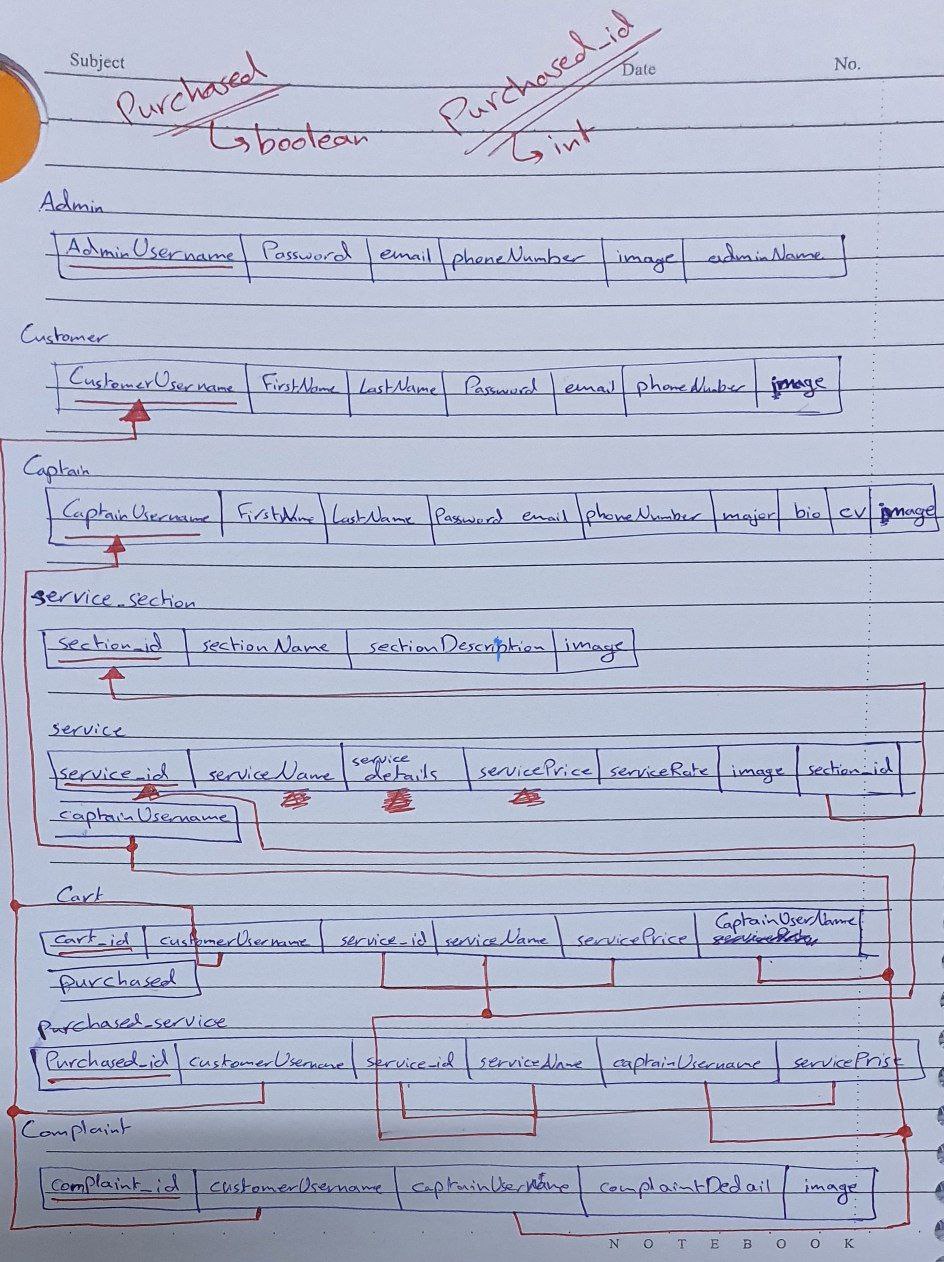 Subject Date No.
Purchased Purchased_id
↳boolean ↳int
Admin
AdminUsername Password email phoneNumber image adminName
Customer
CustomerUsername FirstName LastName Password email phoneNumber image
Captain
CaptainUsername FirstName LastName Password email phoneNumber major bio cv image
service_section
section_id sectionName sectionDescription image
service
service_id serviceName service details servicePrice serviceRate image section_id
captainUsername
Cart
cart_id customerUsername service_id serviceName servicePrice CaptainUserName
purchased
purchased_service
Purchased_id customerUsername service_id serviceName captainUsername servicePrise
Complaint
complaint_id customerUsername captainUsername complaintDedail image
NOTEBOOK